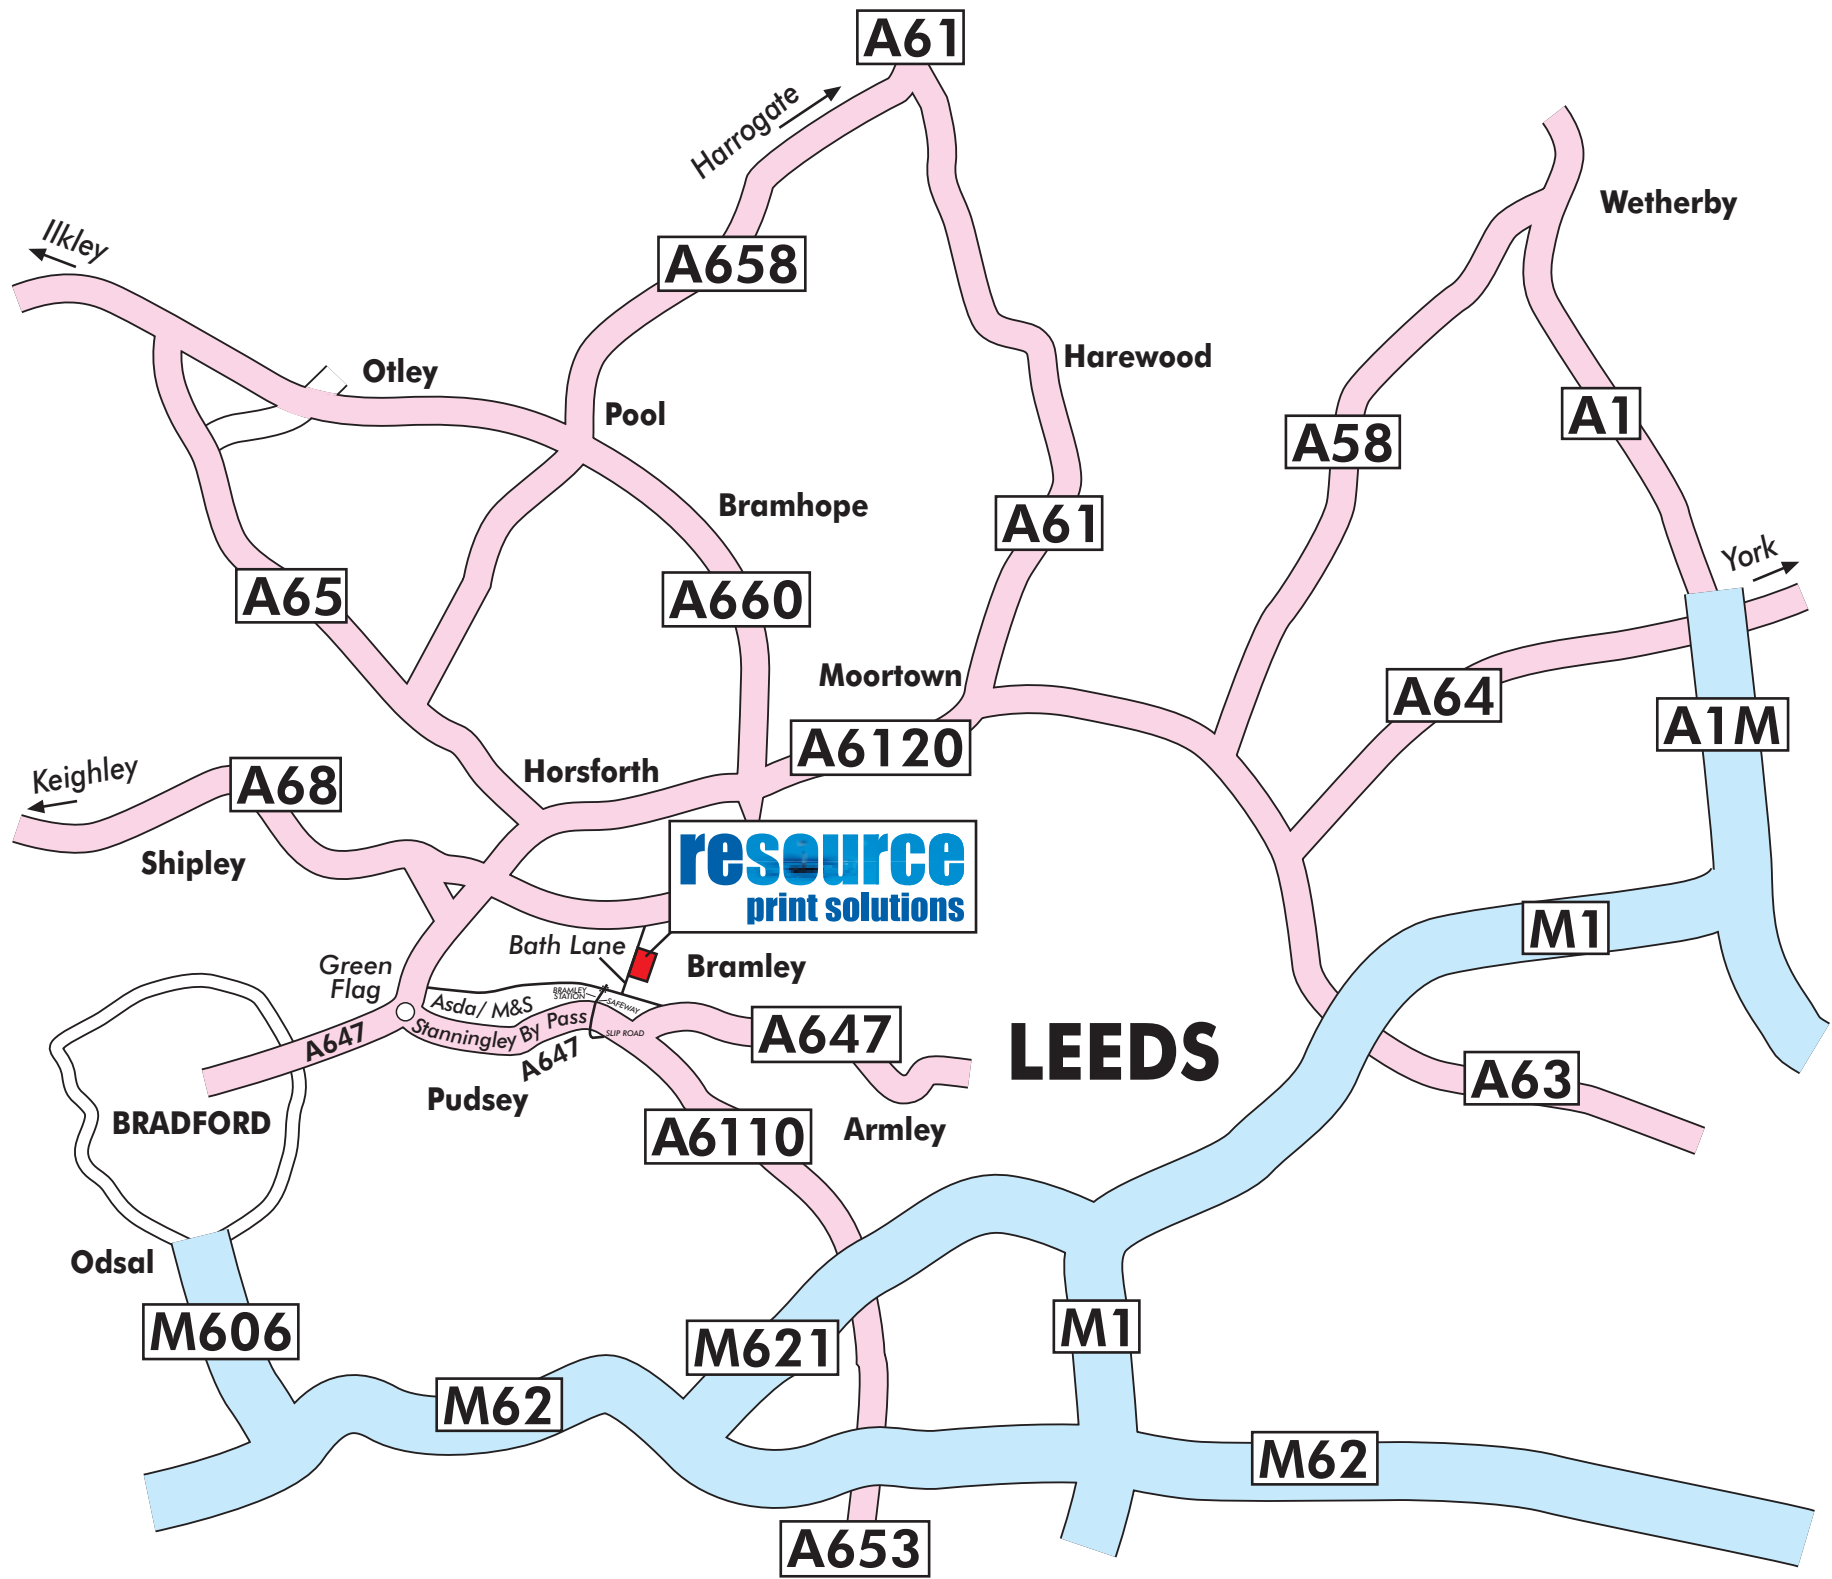 A61
Harrogate
Wetherby
Ilkley
A658
Harewood
Otley
Pool
A1
A58
Bramhope
A61
York
A65
A660
Moortown
A64
A1M
A6120
Keighley
A68
Horsforth
Shipley
resource
print solutions
M1
Bath Lane
Bramley
Green
Flag
BRAMLEY
STATION
SAFEWAY
Asda/ M&S
Stanningley By Pass
SLIP ROAD
A647
A647
A647
LEEDS
A63
Pudsey
BRADFORD
A6110
Armley
Odsal
M606
M621
M1
M62
M62
A653